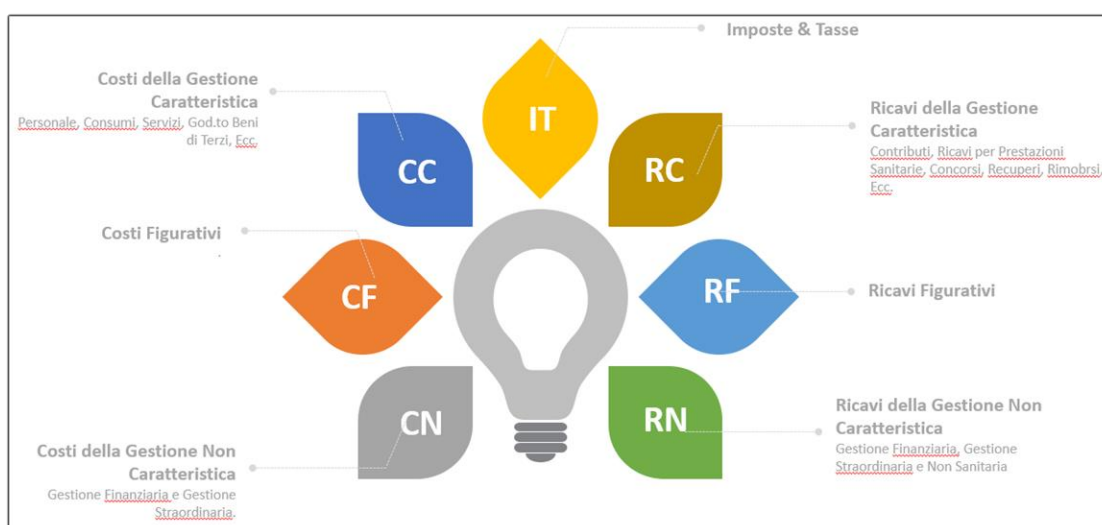 Imposte & Tasse
Costi della Gestione
Caratteristica
Personale, Consumi, Servizi, God.to Beni
di Terzi, Ecc.
IT
Ricavi della Gestione
Caratteristica
Contributi, Ricavi per Prestazioni
Sanitarie, Concorsi, Recuperi, Rimobrsi,
Ecc.
CC
RC
Costi Figurativi
.
CF
RF
Ricavi Figurativi
CN
RN
Ricavi della Gestione Non
Caratteristica
Gestione Finanziaria, Gestione
Straordinaria e Non Sanitaria
Costi della Gestione Non
Caratteristica
Gestione Finanziaria e Gestione
Straordinaria.